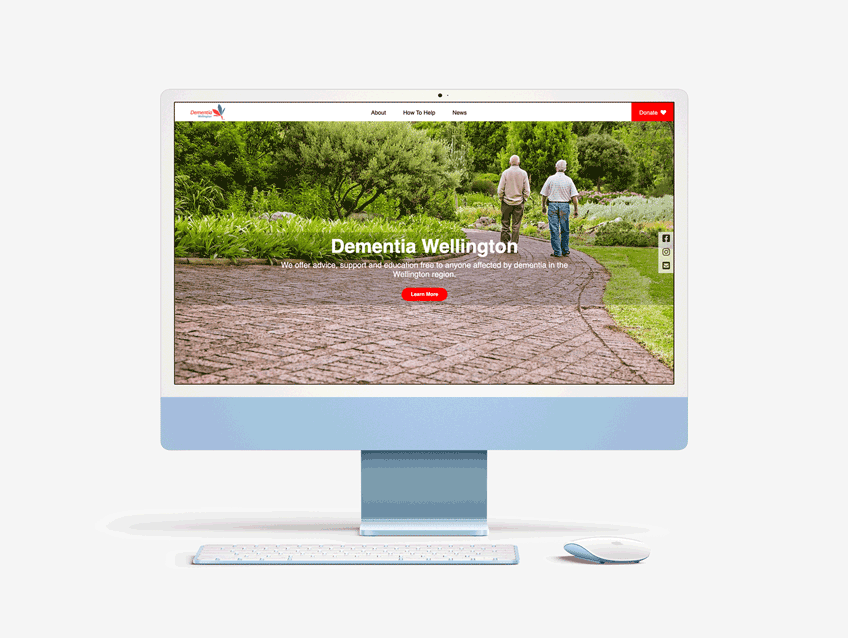 Dementia
Wellington
About
How To Help
News
Donate
Dementia Wellington
We offer advice, support and education free to anyone affected by dementia in the
Wellington region.
Learn More